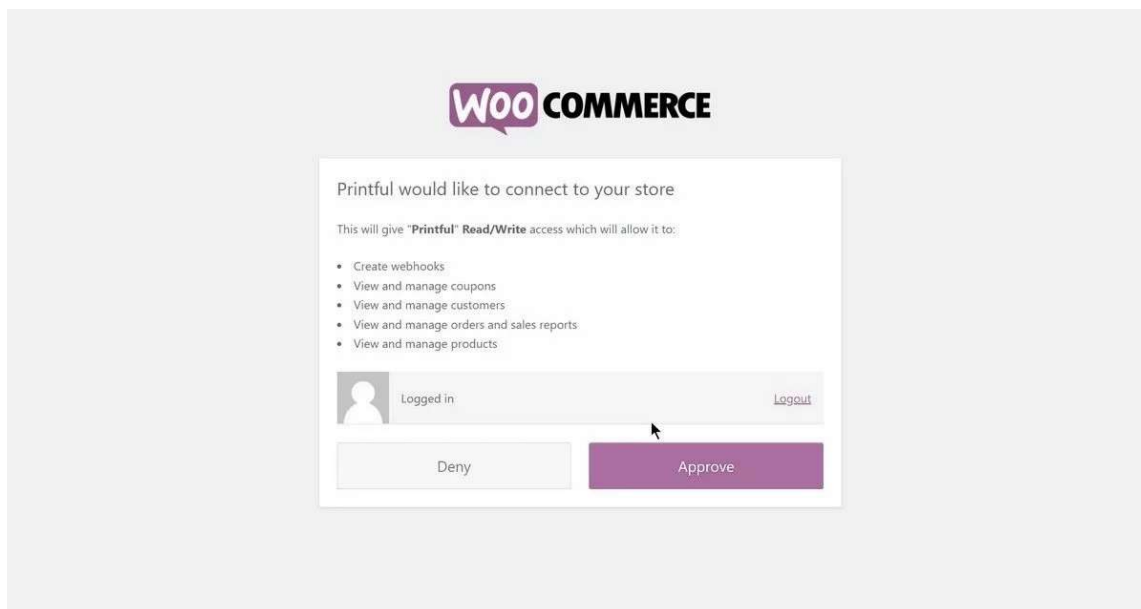 WOO COMMERCE
Printful would like to connect to your store
This will give "Printful" Read/Write access which will allow it to:
• Create webhooks
• View and manage coupons
• View and manage customers
• View and manage orders and sales reports
• View and manage products
Logged in Logout
Deny Approve